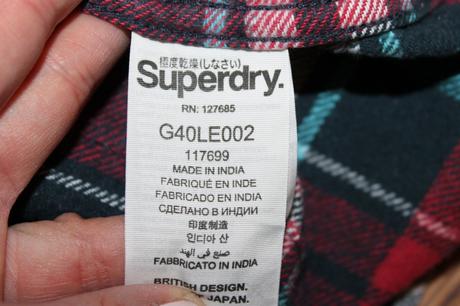 極度乾燥(しなさい)
Superdry.
RN: 127685
G40LE002
117699
MADE IN INDIA
FABRIQUÉ EN INDE
FABRICADO EN INDIA
СДЕЛАНО В ИНДИИ
印度制造
인디아 산
صنع في الهند
FABBRICATO IN INDIA
BRITISH DESIGN.
OF JAPAN.